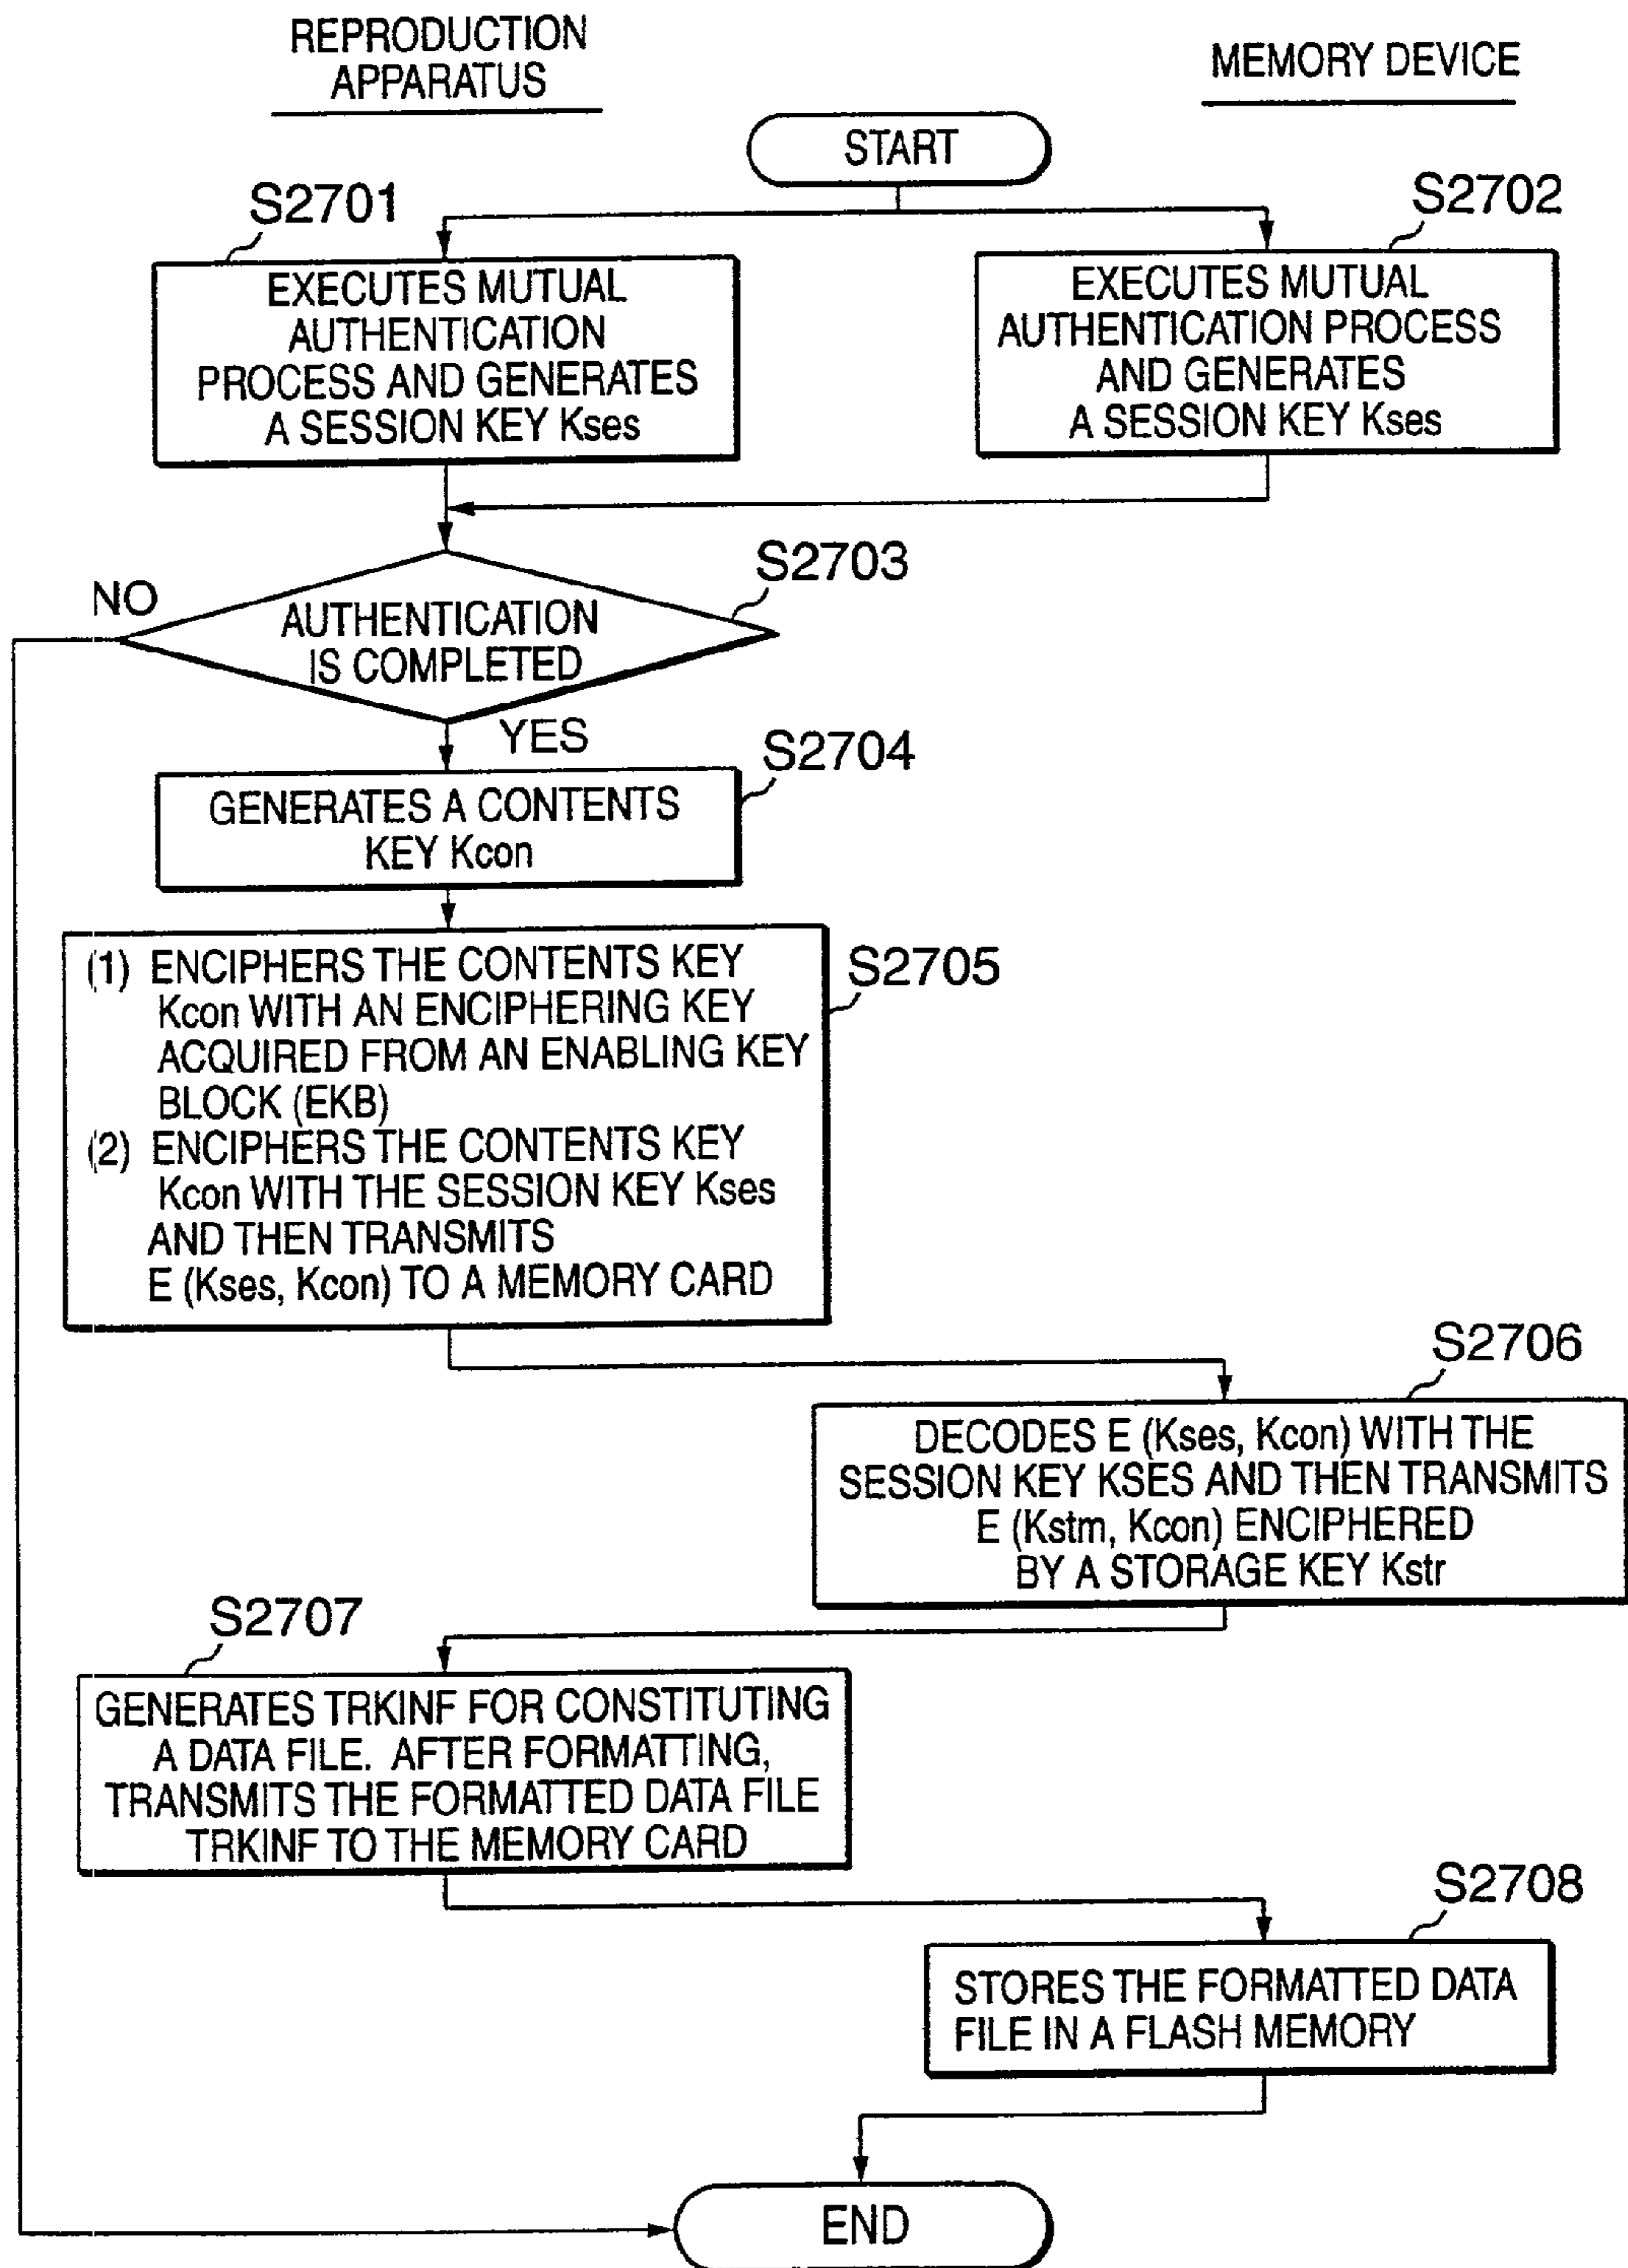 REPRODUCTION
APPARATUS
MEMORY DEVICE
START
S2701
S2702
EXECUTES MUTUAL
AUTHENTICATION
PROCESS AND GENERATES
A SESSION KEY Kses
EXECUTES MUTUAL
AUTHENTICATION PROCESS
AND GENERATES
A SESSION KEY Kses
S2703
NO
AUTHENTICATION
IS COMPLETED
YES
S2704
GENERATES A CONTENTS
KEY Kcon
S2705
(1) ENCIPHERS THE CONTENTS KEY
Kcon WITH AN ENCIPHERING KEY
ACQUIRED FROM AN ENABLING KEY
BLOCK (EKB)
(2) ENCIPHERS THE CONTENTS KEY
Kcon WITH THE SESSION KEY Kses
AND THEN TRANSMITS
E (Kses, Kcon) TO A MEMORY CARD
S2706
DECODES E (Kses, Kcon) WITH THE
SESSION KEY KSES AND THEN TRANSMITS
E (Kstm, Kcon) ENCIPHERED
BY A STORAGE KEY Kstr
S2707
GENERATES TRKINF FOR CONSTITUTING
A DATA FILE. AFTER FORMATTING,
TRANSMITS THE FORMATTED DATA FILE
TRKINF TO THE MEMORY CARD
S2708
STORES THE FORMATTED DATA
FILE IN A FLASH MEMORY
END